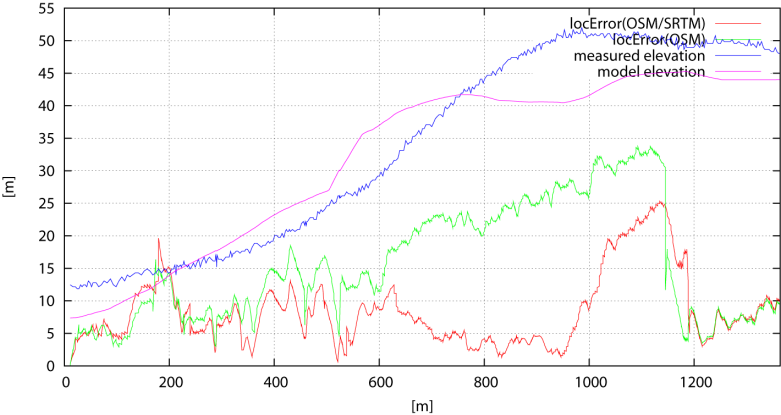 55
50
45
40
35
30
25
20
15
10
5
0
[m]
locError(OSM/SRTM)
locError(OSM)
measured elevation
model elevation
0 200 400 600 800 1000 1200
[m]